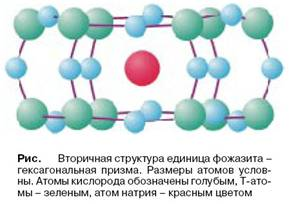 Рис. Вторичная структура единица фожазита –
гексагональная призма. Размеры атомов услов-
ны. Атомы кислорода обозначены голубым, Т-ато-
мы – зеленым, атом натрия – красным цветом